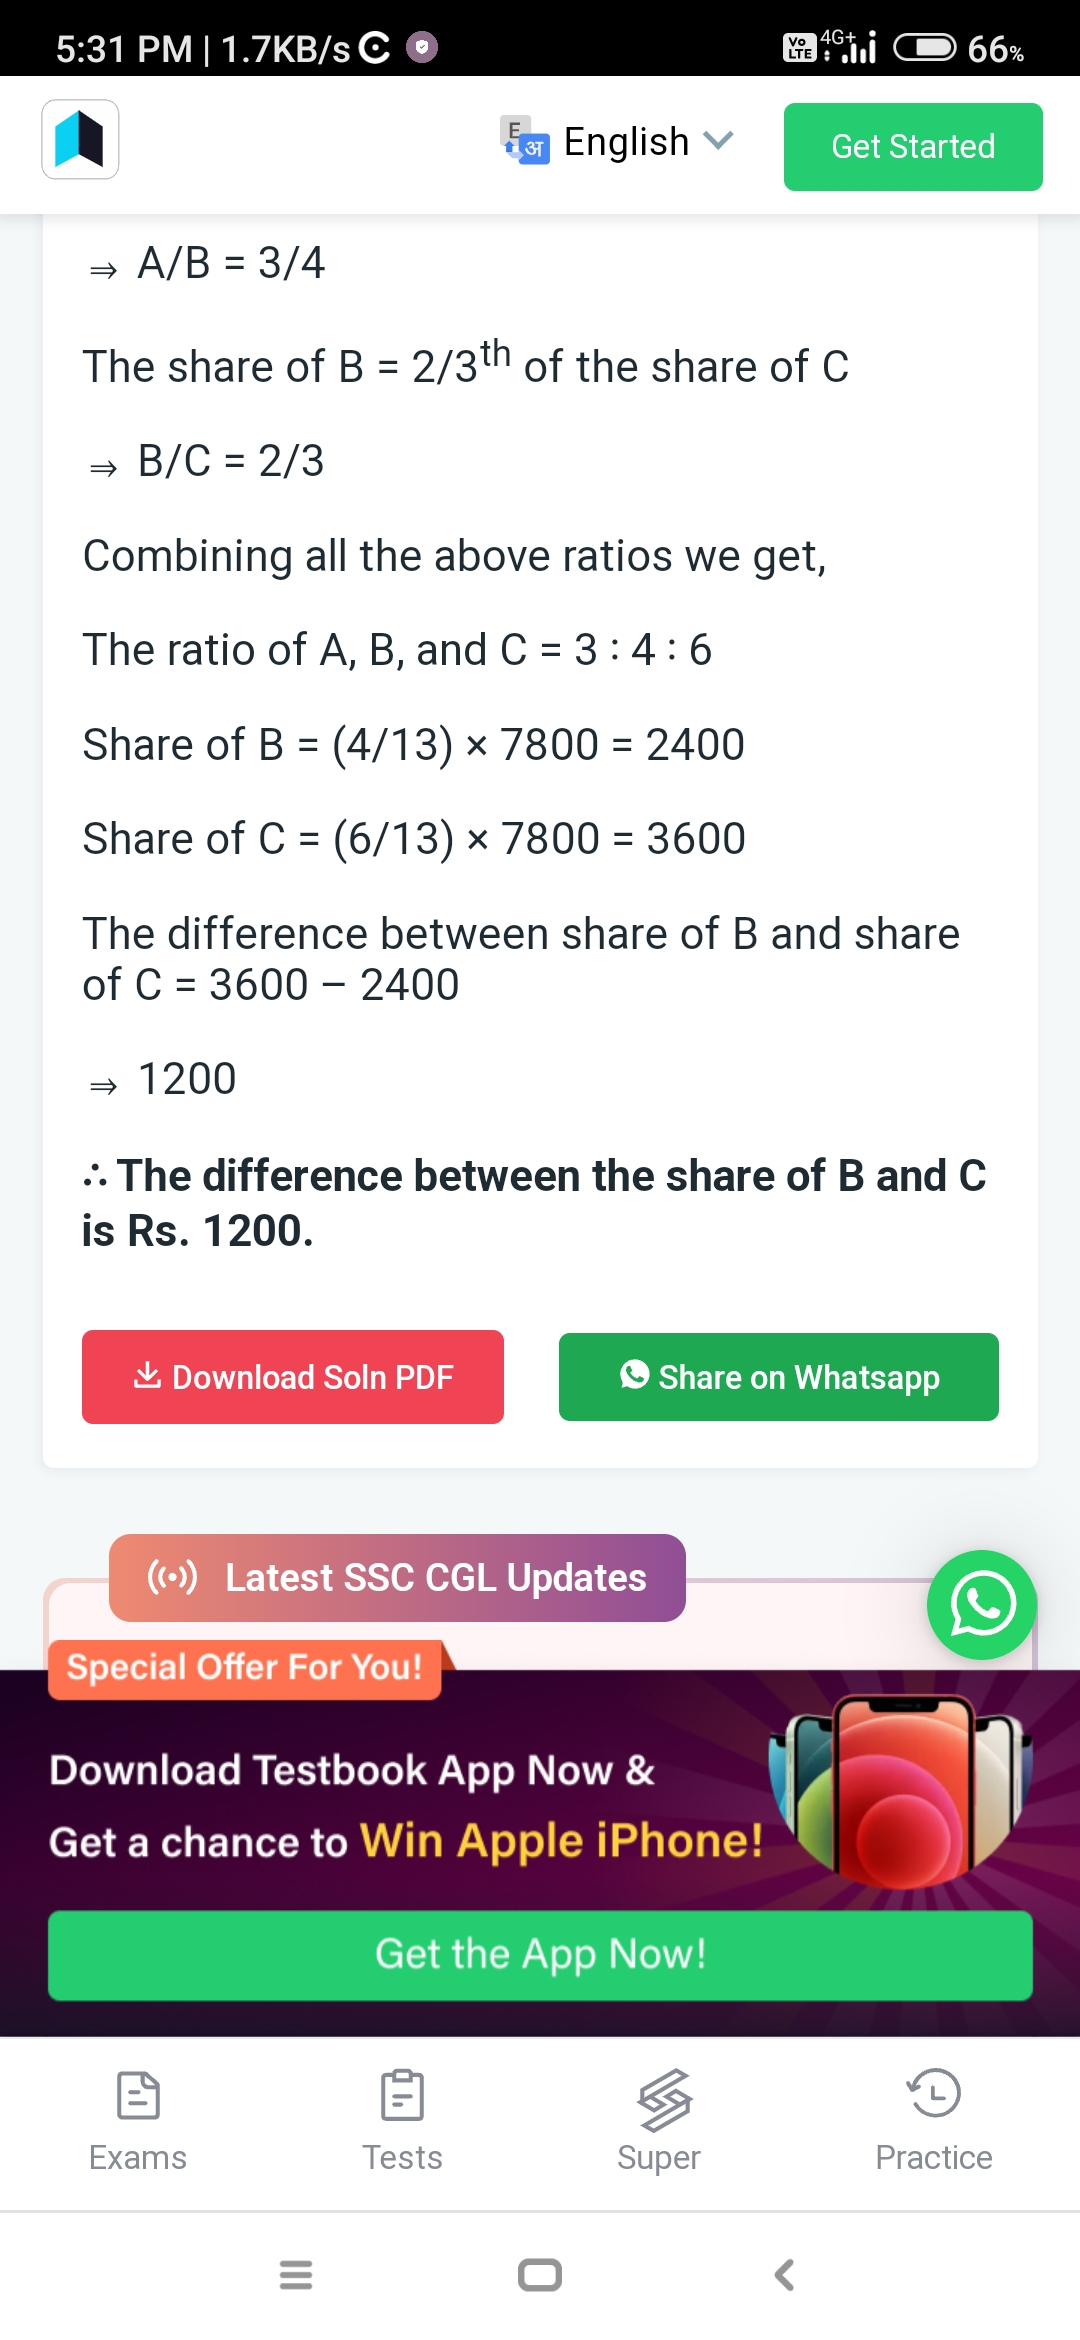 5:31 PM | 1.7KB/s
Vo LTE 4G+ 66%
E अ English
Get Started
⇒ A/B = 3/4
The share of B = 2/3th of the share of C
⇒ B/C = 2/3
Combining all the above ratios we get,
The ratio of A, B, and C = 3 : 4 : 6
Share of B = (4/13) × 7800 = 2400
Share of C = (6/13) × 7800 = 3600
The difference between share of B and share
of C = 3600 – 2400
⇒ 1200
∴ The difference between the share of B and C
is Rs. 1200.
Download Soln PDF
Share on Whatsapp
Latest SSC CGL Updates
Special Offer For You!
Download Testbook App Now &
Get a chance to Win Apple iPhone!
Get the App Now!
Exams Tests Super Practice